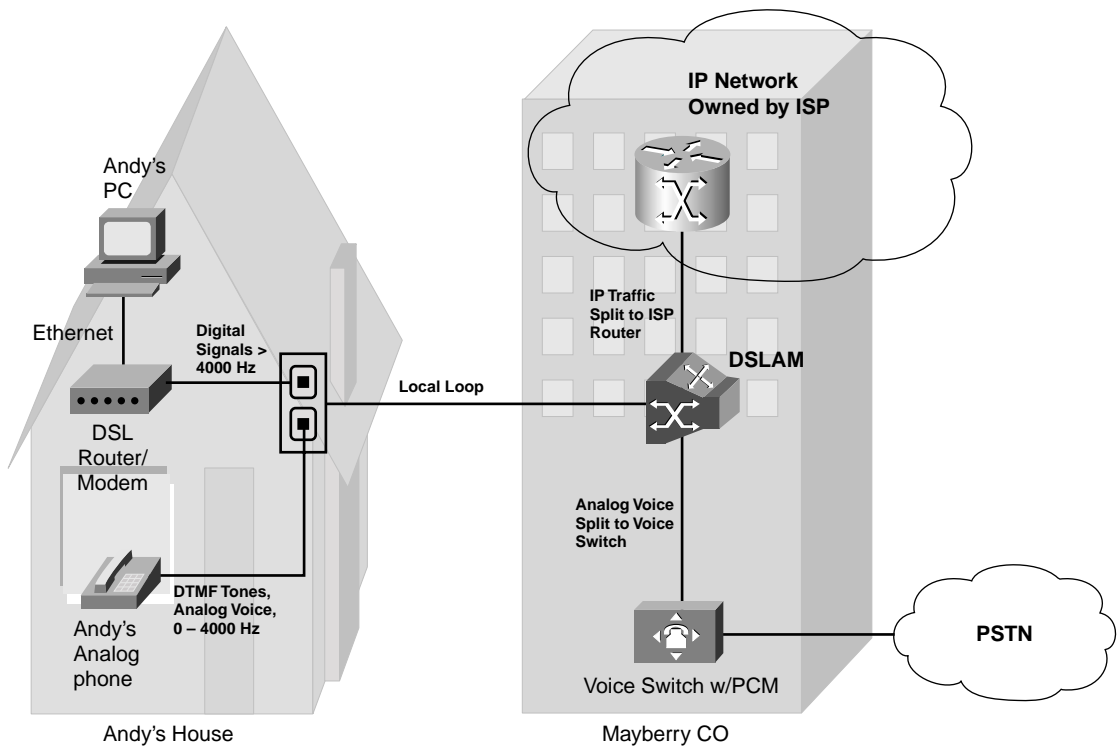 IP Network
Owned by ISP
Andy's
PC
Ethernet
Digital
Signals >
4000 Hz
IP Traffic
Split to ISP
Router
DSLAM
Local Loop
DSL
Router/
Modem
Analog Voice
Split to Voice
Switch
DTMF Tones,
Analog Voice,
0 – 4000 Hz
Andy's
Analog
phone
PSTN
Voice Switch w/PCM
Andy's House
Mayberry CO